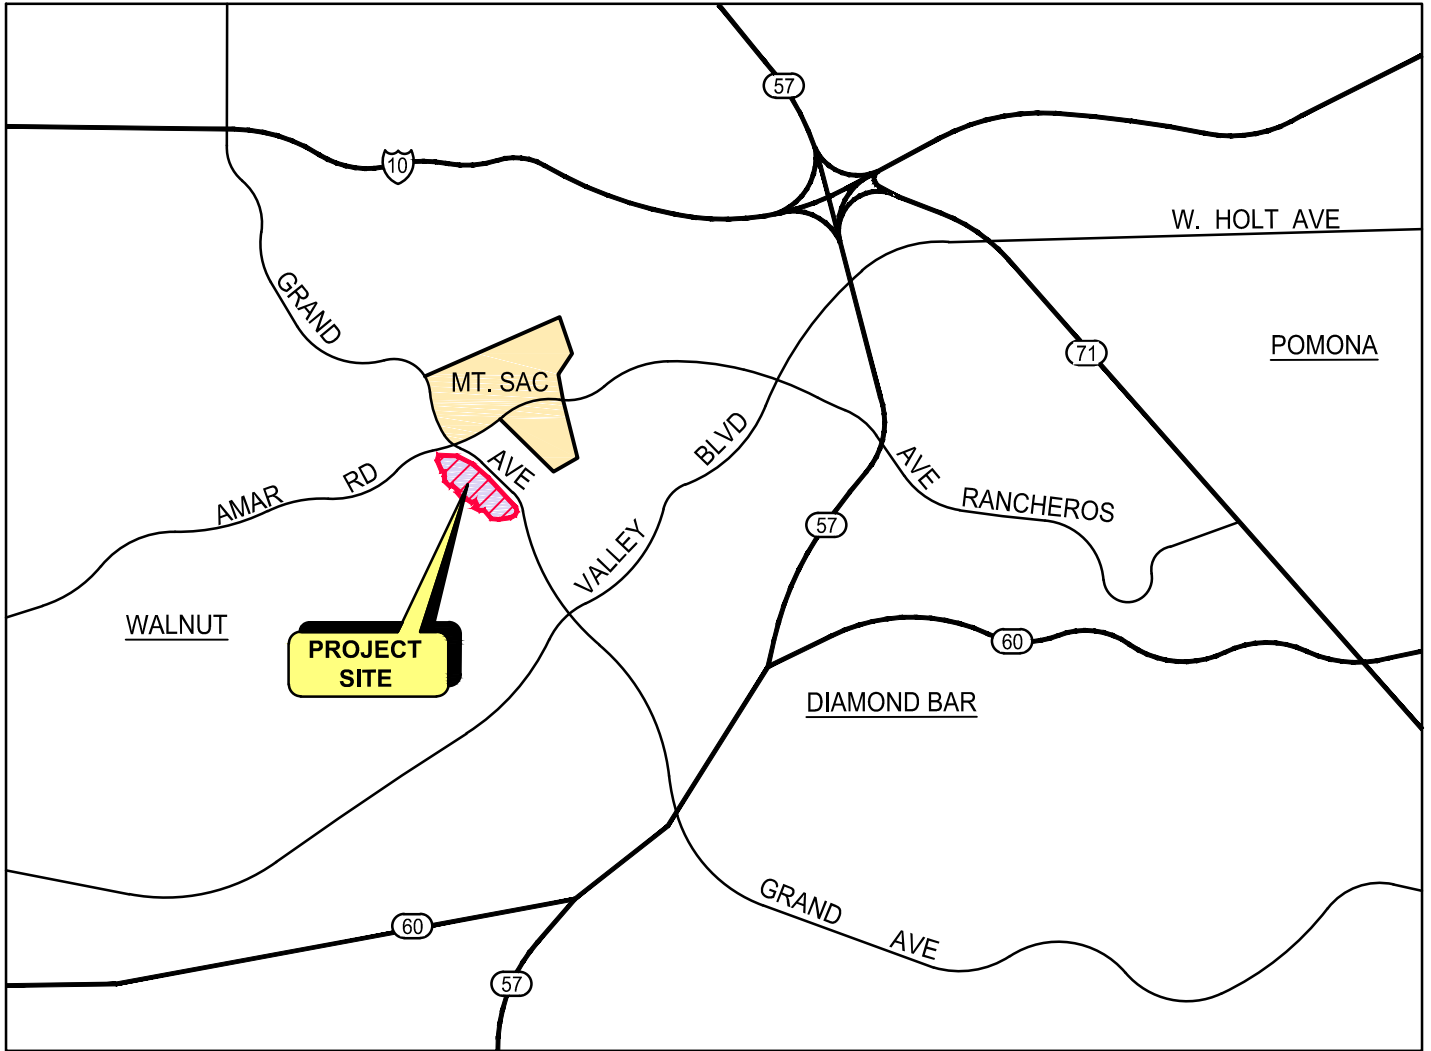 57
10
W. HOLT AVE
GRAND
71
POMONA
MT. SAC
BLVD
AVE
AVE
RD
AMAR
RANCHEROS
57
VALLEY
WALNUT
PROJECT
SITE
60
DIAMOND BAR
GRAND
AVE
60
57